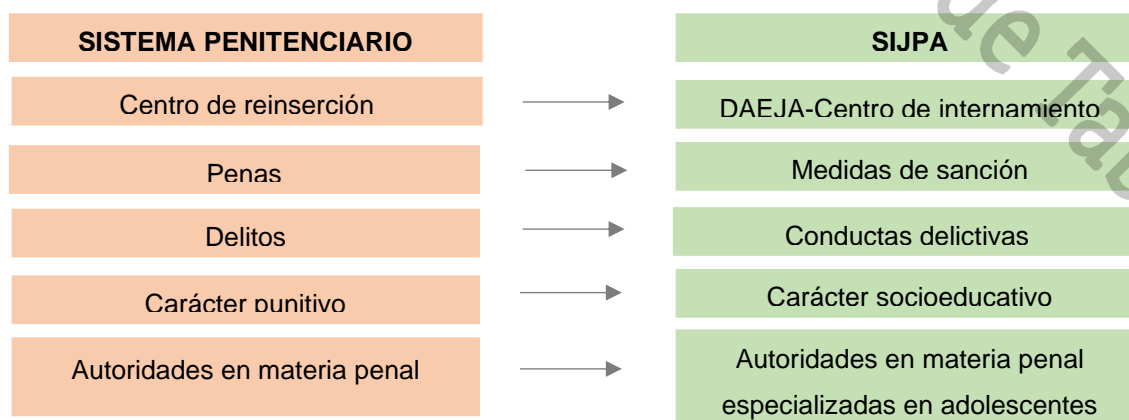 SISTEMA PENITENCIARIO
SIJPA
Centro de reinserción
DAEJA-Centro de internamiento
Penas
Medidas de sanción
Delitos
Conductas delictivas
Carácter punitivo
Carácter socioeducativo
Autoridades en materia penal
Autoridades en materia penal
especializadas en adolescentes
de